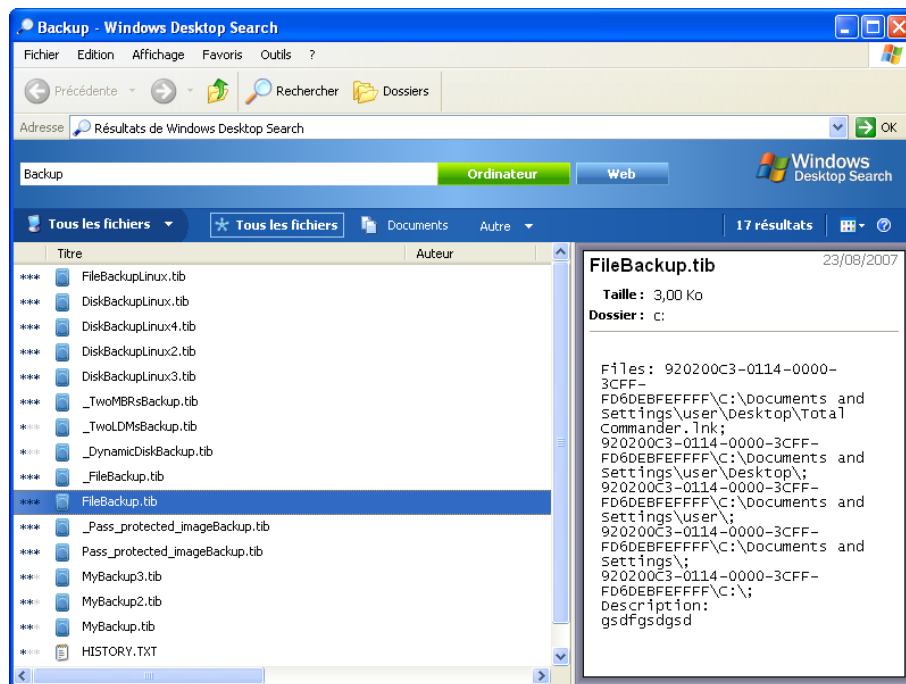 Backup - Windows Desktop Search
Fichier Edition Affichage Favoris Outils ?
Précédente Rechercher Dossiers
Adresse Résultats de Windows Desktop Search OK
Backup Ordinateur Web Windows
Desktop Search
Tous les fichiers Tous les fichiers Documents Autre 17 résultats ?
Titre Auteur
*** FileBackupLinux.tib
*** DiskBackupLinux.tib
*** DiskBackupLinux4.tib
*** DiskBackupLinux2.tib
*** DiskBackupLinux3.tib
*** _TwoMBRsBackup.tib
*** _TwoLDMsBackup.tib
*** _DynamicDiskBackup.tib
*** _FileBackup.tib
*** FileBackup.tib
*** _Pass_protected_imageBackup.tib
*** Pass_protected_imageBackup.tib
*** MyBackup3.tib
*** MyBackup2.tib
*** MyBackup.tib
*** HISTORY.TXT
FileBackup.tib 23/08/2007
Taille : 3,00 Ko
Dossier : c:
Files: 920200C3-0114-0000-
3CFF-
FD6DEBFEFFFF\C:\Documents and
Settings\user\Desktop\Total
Commander.lnk;
920200C3-0114-0000-3CFF-
FD6DEBFEFFFF\C:\Documents and
Settings\user\Desktop\;
920200C3-0114-0000-3CFF-
FD6DEBFEFFFF\C:\Documents and
Settings\user\;
920200C3-0114-0000-3CFF-
FD6DEBFEFFFF\C:\Documents and
Settings\;
920200C3-0114-0000-3CFF-
FD6DEBFEFFFF\C:\;
Description:
gsdfgsdgsd